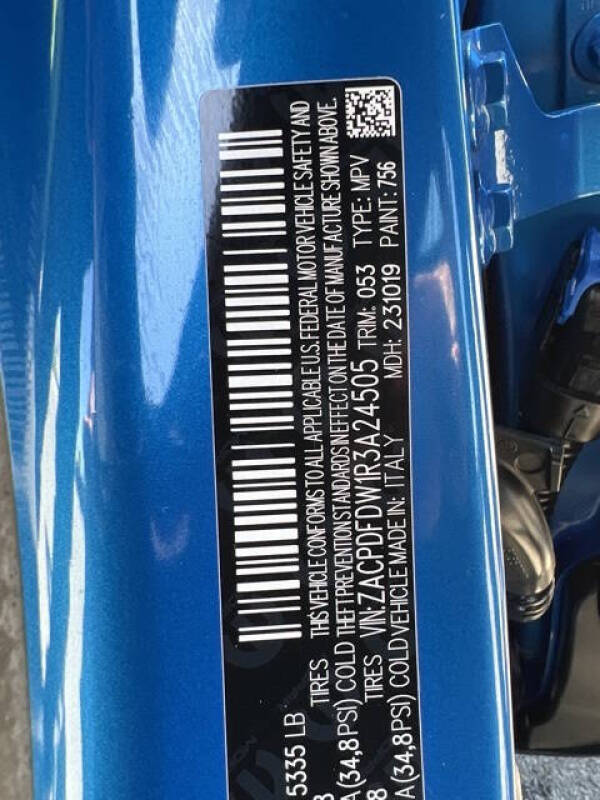 5335 LB
TIRES THIS VEHICLE CONFORMS TO ALL APPLICABLE U.S. FEDERAL MOTOR VEHICLE SAFETY AND
(34,8PSI) COLD THEFT PREVENTION STANDARDS IN EFFECT ON THE DATE OF MANUFACTURE SHOWN ABOVE.
TIRES VIN: ZACPDFDW1R3A24505 TRIM: 053 TYPE: MPV
A(34,8PSI) COLD VEHICLE MADE IN: ITALY MDH: 231019 PAINT: 756